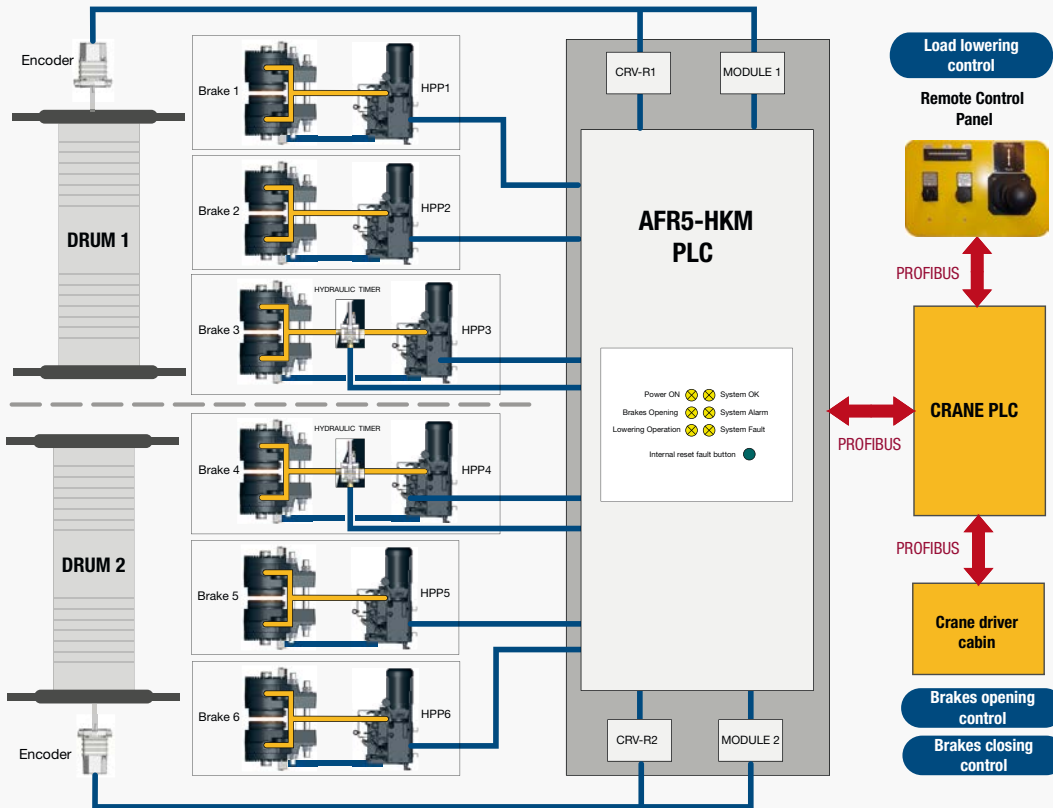 Encoder
DRUM 1
Brake 1
HPP1
Brake 2
HPP2
HYDRAULIC TIMER
Brake 3
HPP3
HYDRAULIC TIMER
Brake 4
HPP4
DRUM 2
Brake 5
HPP5
Brake 6
HPP6
Encoder
CRV-R1
MODULE 1
AFR5-HKM
PLC
Power ON
System OK
Brakes Opening
System Alarm
Lowering Operation
System Fault
Internal reset fault button
CRV-R2
MODULE 2
Load lowering
control
Remote Control
Panel
PROFIBUS
CRANE PLC
PROFIBUS
PROFIBUS
Crane driver
cabin
Brakes opening
control
Brakes closing
control